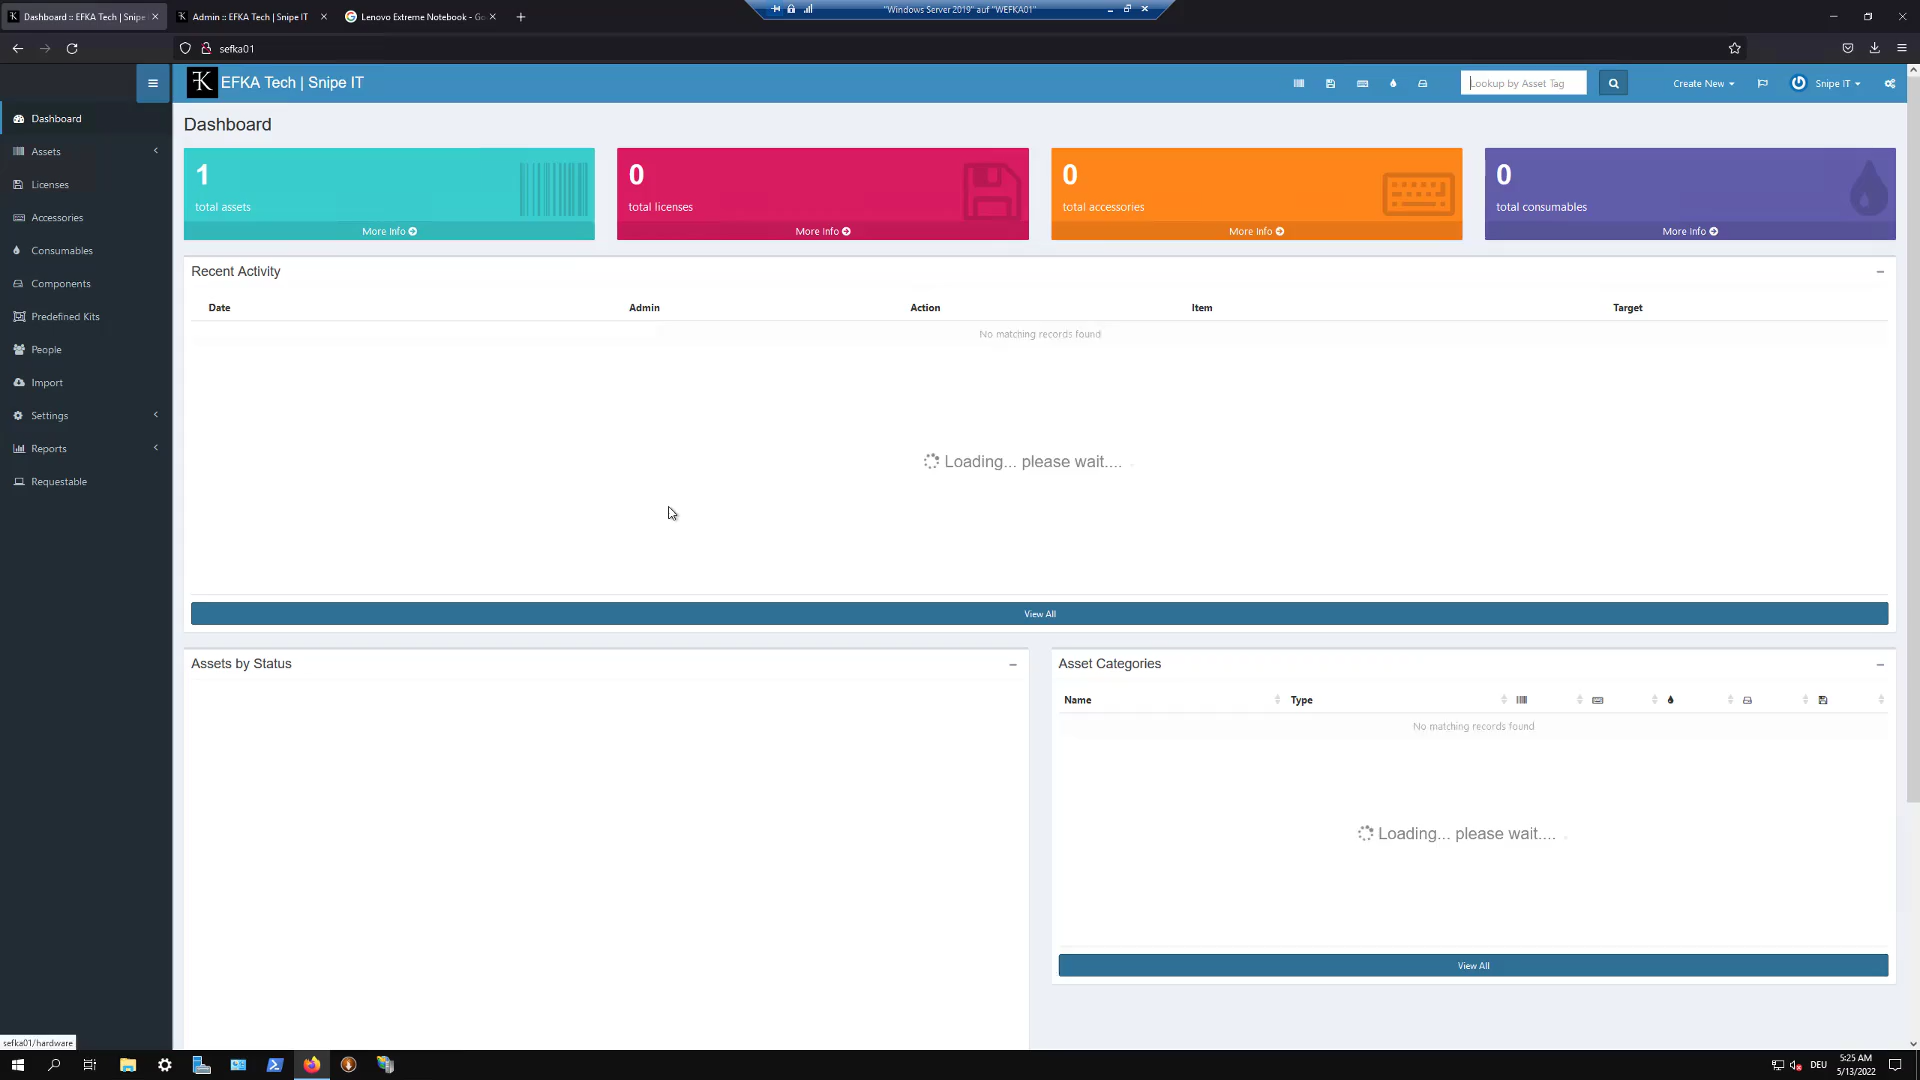 Dashboard :: EFKA Tech | Snipe
Admin :: EFKA Tech | Snipe IT
Lenovo Extreme Notebook - Go
"Windows Server 2019" auf "WEFKA01"
sefka01
EFKA Tech | Snipe IT
Lookup by Asset Tag
Create New
Snipe IT
Dashboard
Assets
Licenses
Accessories
Consumables
Components
Predefined Kits
People
Import
Settings
Reports
Requestable
Dashboard
1
total assets
More Info
0
total licenses
More Info
0
total accessories
More Info
0
total consumables
More Info
Recent Activity
Date Admin Action Item Target
No matching records found
Loading... please wait....
View All
Assets by Status
Asset Categories
Name Type
No matching records found
Loading... please wait....
View All
sefka01/hardware
DEU
5:25 AM
5/13/2022